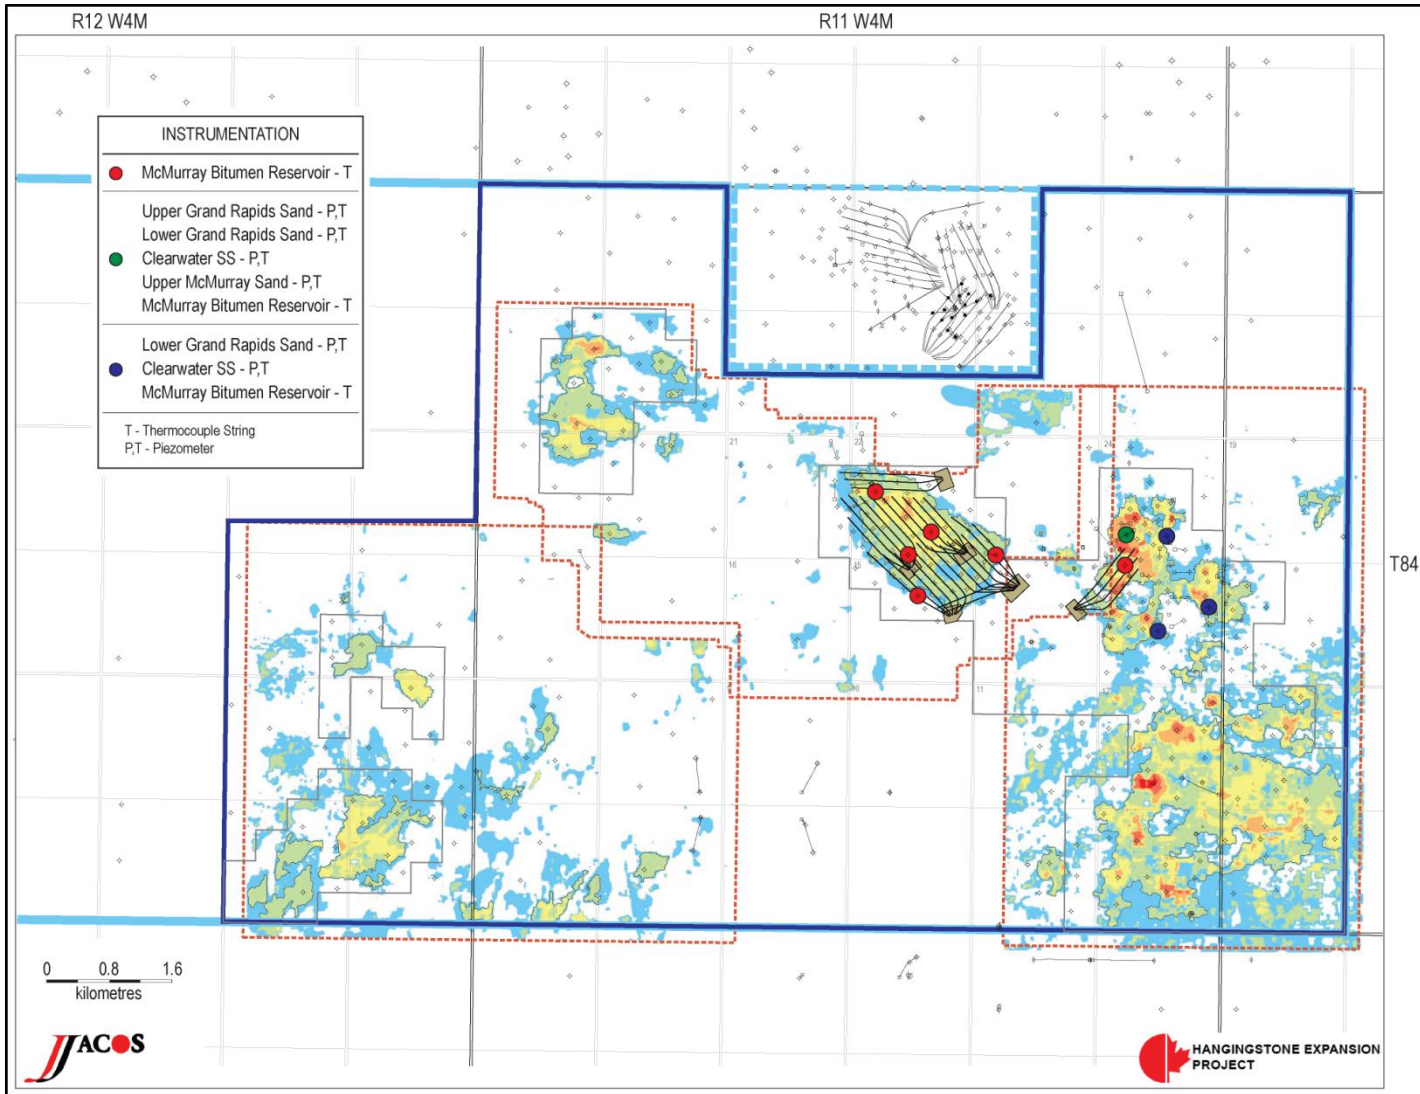 R12 W4M
R11 W4M
INSTRUMENTATION
McMurray Bitumen Reservoir - T
Upper Grand Rapids Sand - P,T
Lower Grand Rapids Sand - P,T
Clearwater SS - P,T
Upper McMurray Sand - P,T
McMurray Bitumen Reservoir - T
Lower Grand Rapids Sand - P,T
Clearwater SS - P,T
McMurray Bitumen Reservoir - T
T - Thermocouple String
P,T - Piezometer
21
22
24
19
T84
16
15
10
11
0 0.8 1.6
kilometres
JACOS
HANGINGSTONE EXPANSION
PROJECT